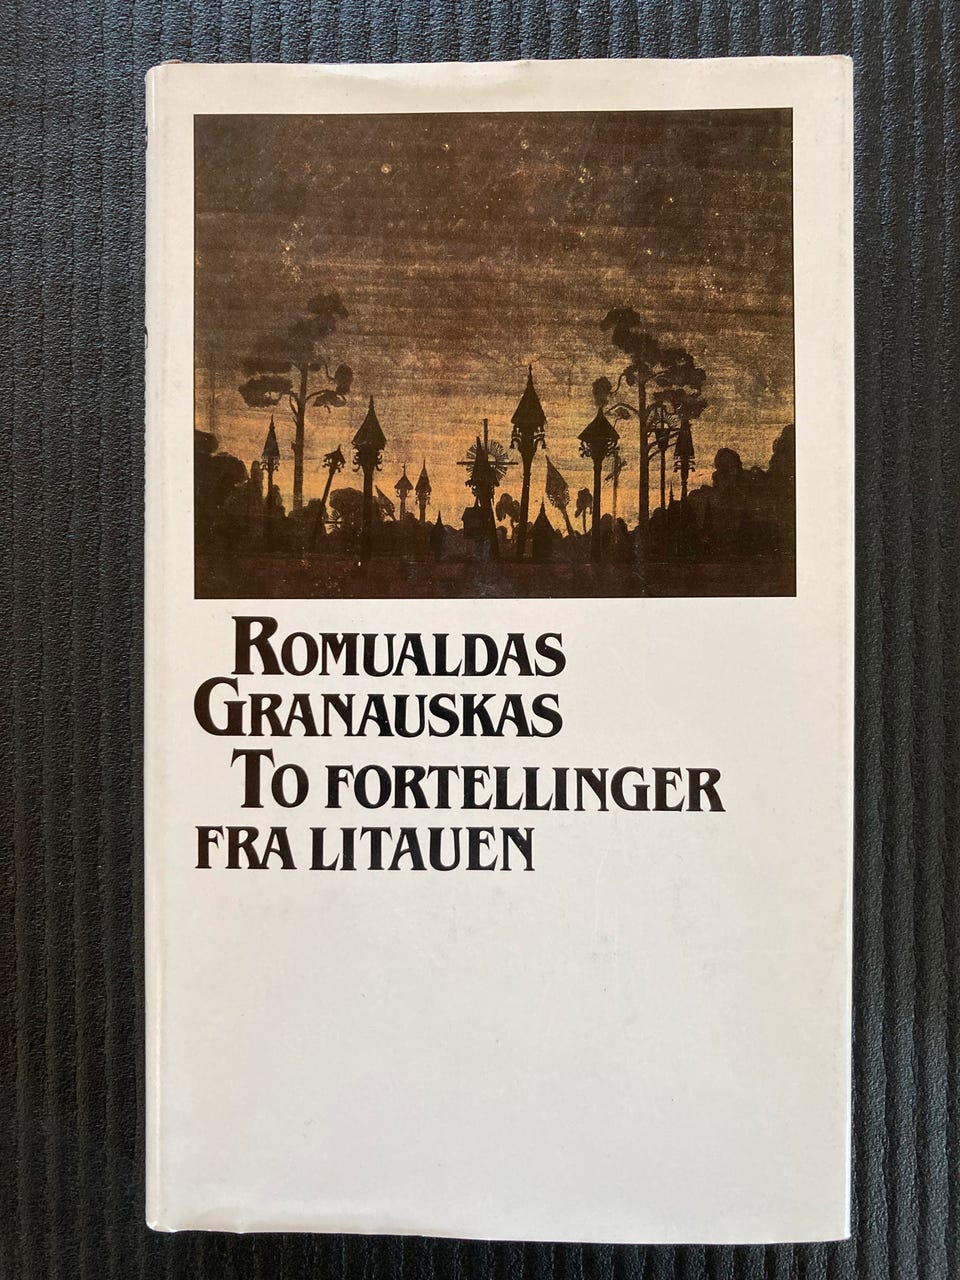 ROMUALDAS
GRANAUSKAS
TO FORTELLINGER
FRA LITAUEN